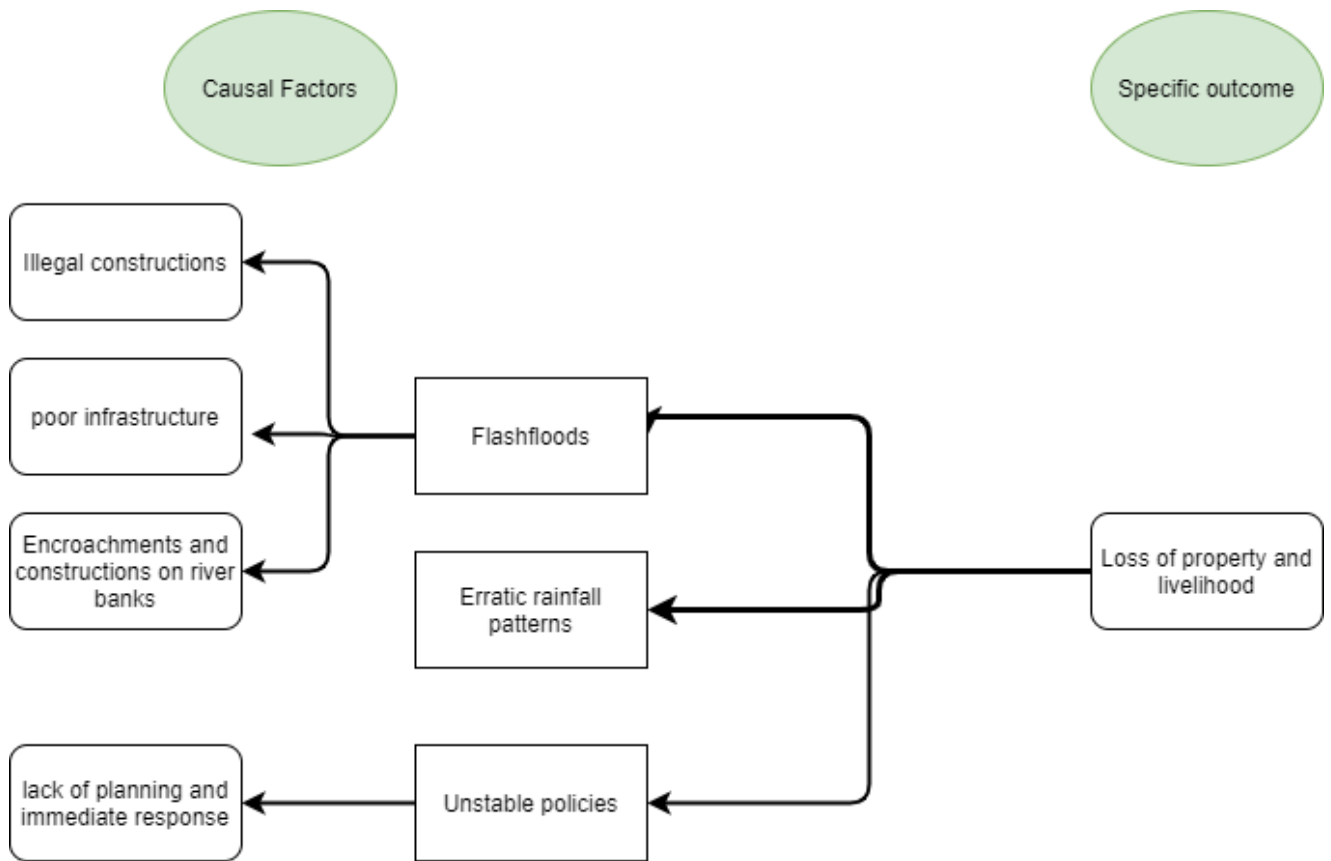 Causal Factors
Specific outcome
Illegal constructions
poor infrastructure
Flashfloods
Encroachments and
constructions on river
banks
Erratic rainfall
patterns
Loss of property and
livelihood
lack of planning and
immediate response
Unstable policies